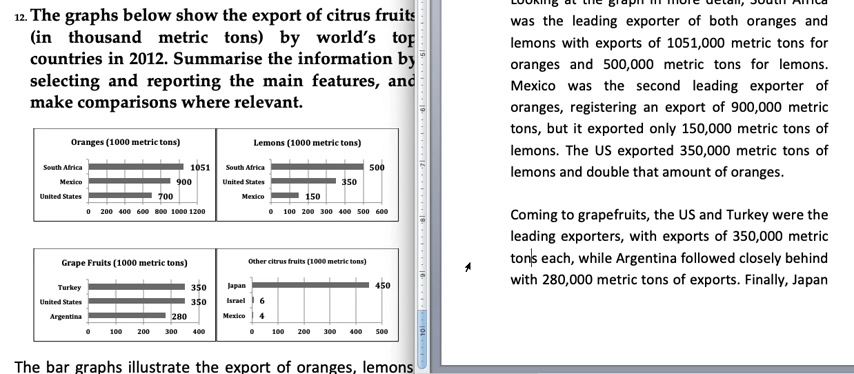 12. The graphs below show the export of citrus fruits
(in thousand metric tons) by world's top
countries in 2012. Summarise the information by
selecting and reporting the main features, and
make comparisons where relevant.
Oranges (1000 metric tons)
South Africa 1051
Mexico 900
United States 700
0 200 400 600 800 1000 1200
Lemons (1000 metric tons)
South Africa 500
United States 350
Mexico 150
0 100 200 300 400 500 600
Grape Fruits (1000 metric tons)
Turkey 350
United States 350
Argentina 280
0 100 200 300 400
Other citrus fruits (1000 metric tons)
Japan 450
Israel 6
Mexico 4
0 100 200 300 400 500
The bar graphs illustrate the export of oranges, lemons
Looking at the graph in more detail, South Africa
was the leading exporter of both oranges and
lemons with exports of 1051,000 metric tons for
oranges and 500,000 metric tons for lemons.
Mexico was the second leading exporter of
oranges, registering an export of 900,000 metric
tons, but it exported only 150,000 metric tons of
lemons. The US exported 350,000 metric tons of
lemons and double that amount of oranges.
Coming to grapefruits, the US and Turkey were the
leading exporters, with exports of 350,000 metric
tons each, while Argentina followed closely behind
with 280,000 metric tons of exports. Finally, Japan